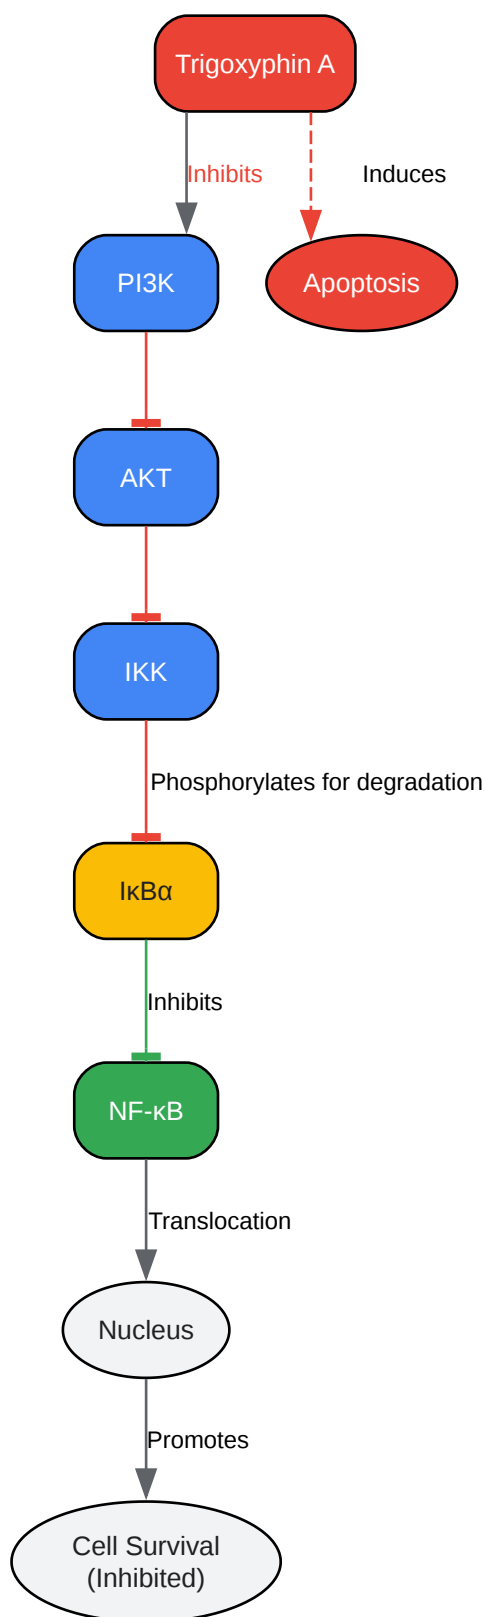 Trigoxyphin A
Inhibits
Induces
PI3K
Apoptosis
AKT
IKK
Phosphorylates for degradation
IκBα
Inhibits
NF-κB
Translocation
Nucleus
Promotes
Cell Survival
(Inhibited)